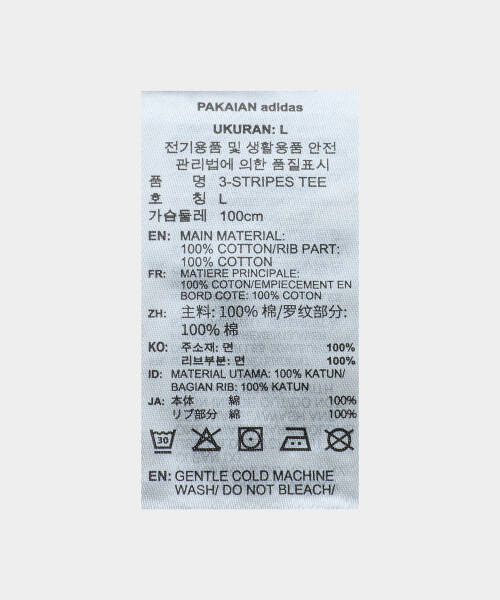 PAKAIAN adidas
UKURAN: L
전기용품 및 생활용품 안전
관리법에 의한 품질표시
품 명 3-STRIPES TEE
호 칭 L
가슴둘레 100cm
EN: MAIN MATERIAL:
100% COTTON/RIB PART:
100% COTTON
FR: MATIERE PRINCIPALE:
100% COTON/EMPIECEMENT EN
BORD COTE: 100% COTON
ZH: 主料: 100% 棉/罗纹部分:
100% 棉
KO: 주소재: 면 100%
리브부분: 면 100%
ID: MATERIAL UTAMA: 100% KATUN/
BAGIAN RIB: 100% KATUN
JA: 本体 綿 100%
リブ部分 綿 100%
30
EN: GENTLE COLD MACHINE
WASH/ DO NOT BLEACH/